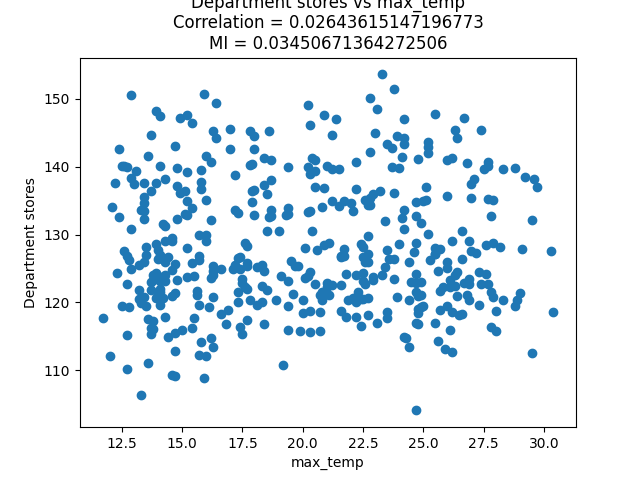 Department stores vs max_temp
Correlation = 0.02643615147196773
MI = 0.03450671364272506
150
140
130
120
110
Department stores
12.5 15.0 17.5 20.0 22.5 25.0 27.5 30.0
max_temp